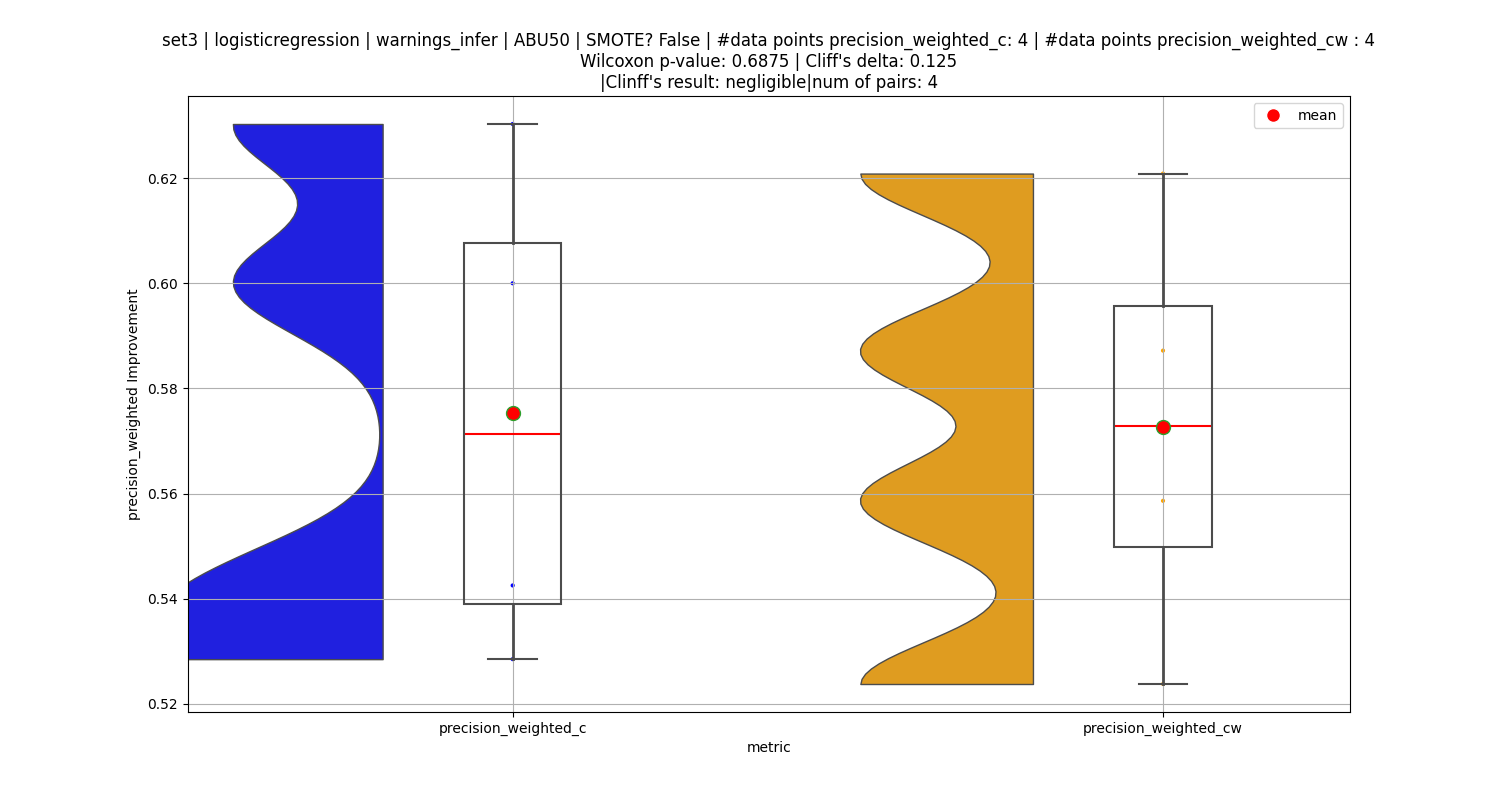 set3 | logisticregression | warnings_infer | ABU50 | SMOTE? False | #data points precision_weighted_c: 4 | #data points precision_weighted_cw : 4
Wilcoxon p-value: 0.6875 | Cliff's delta: 0.125
|Clinff's result: negligible|num of pairs: 4
mean
0.62
0.60
0.58
0.56
0.54
0.52
precision_weighted Improvement
precision_weighted_c
precision_weighted_cw
metric